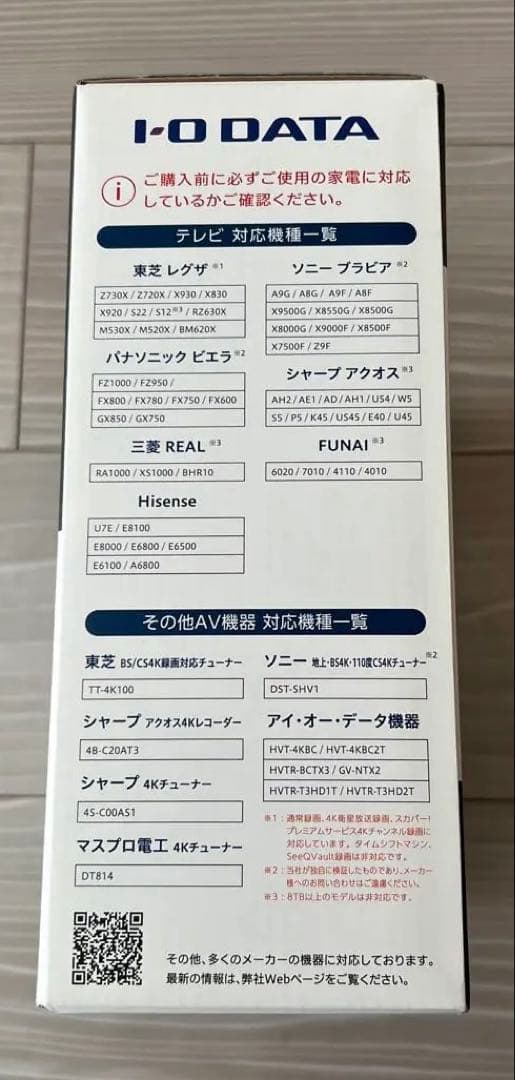 I-O DATA
ご購入前に必ずご使用の家電に対応
しているかご確認ください。
テレビ 対応機種一覧
東芝 レグザ ※1
Z730X / Z720X / X930 / X830
X920 / S22 / S12※3 / RZ630X
M530X / M520X / BM620X
パナソニック ビエラ※2
FZ1000 / FZ950 /
FX800 / FX780 / FX750 / FX600
GX850 / GX750
三菱 REAL ※3
RA1000 / XS1000 / BHR10
Hisense
U7E / E8100
E8000 / E6800 / E6500
E6100 / A6800
ソニー ブラビア ※2
A9G / A8G / A9F / A8F
X9500G / X8550G / X8500G
X8000G / X9000F / X8500F
X7500F / Z9F
シャープ アクオス※3
AH2 / AE1 / AD / AH1 / US4 / W5
S5 / P5 / K45 / US45 / E40 / U45
FUNAI ※3
6020 / 7010 / 4110 / 4010
その他AV機器 対応機種一覧
東芝 BS/CS4K録画対応チューナー
TT-4K100
シャープ アクオス4Kレコーダー
4B-C20AT3
シャープ 4Kチューナー
4S-C00AS1
マスプロ電工 4Kチューナー
DT814
ソニー 地上・BS4K・110度CS4Kチューナー※2
DST-SHV1
アイ・オー・データ機器
HVT-4KBC / HVT-4KBC2T
HVTR-BCTX3 / GV-NTX2
HVTR-T3HD1T / HVTR-T3HD2T
※1：通常録画、4K衛星放送録画、スカパー!
プレミアムサービス4Kチャンネル録画に
対応しています。タイムシフトマシン、
SeeQVault録画は非対応です。
※2：当社が独自に検証したものであり、メーカー
様へのお問い合わせはご遠慮ください。
※3：8TB以上のモデルは非対応です。
その他、多くのメーカーの機器に対応しております。
最新の情報は、弊社Webページをご覧ください。